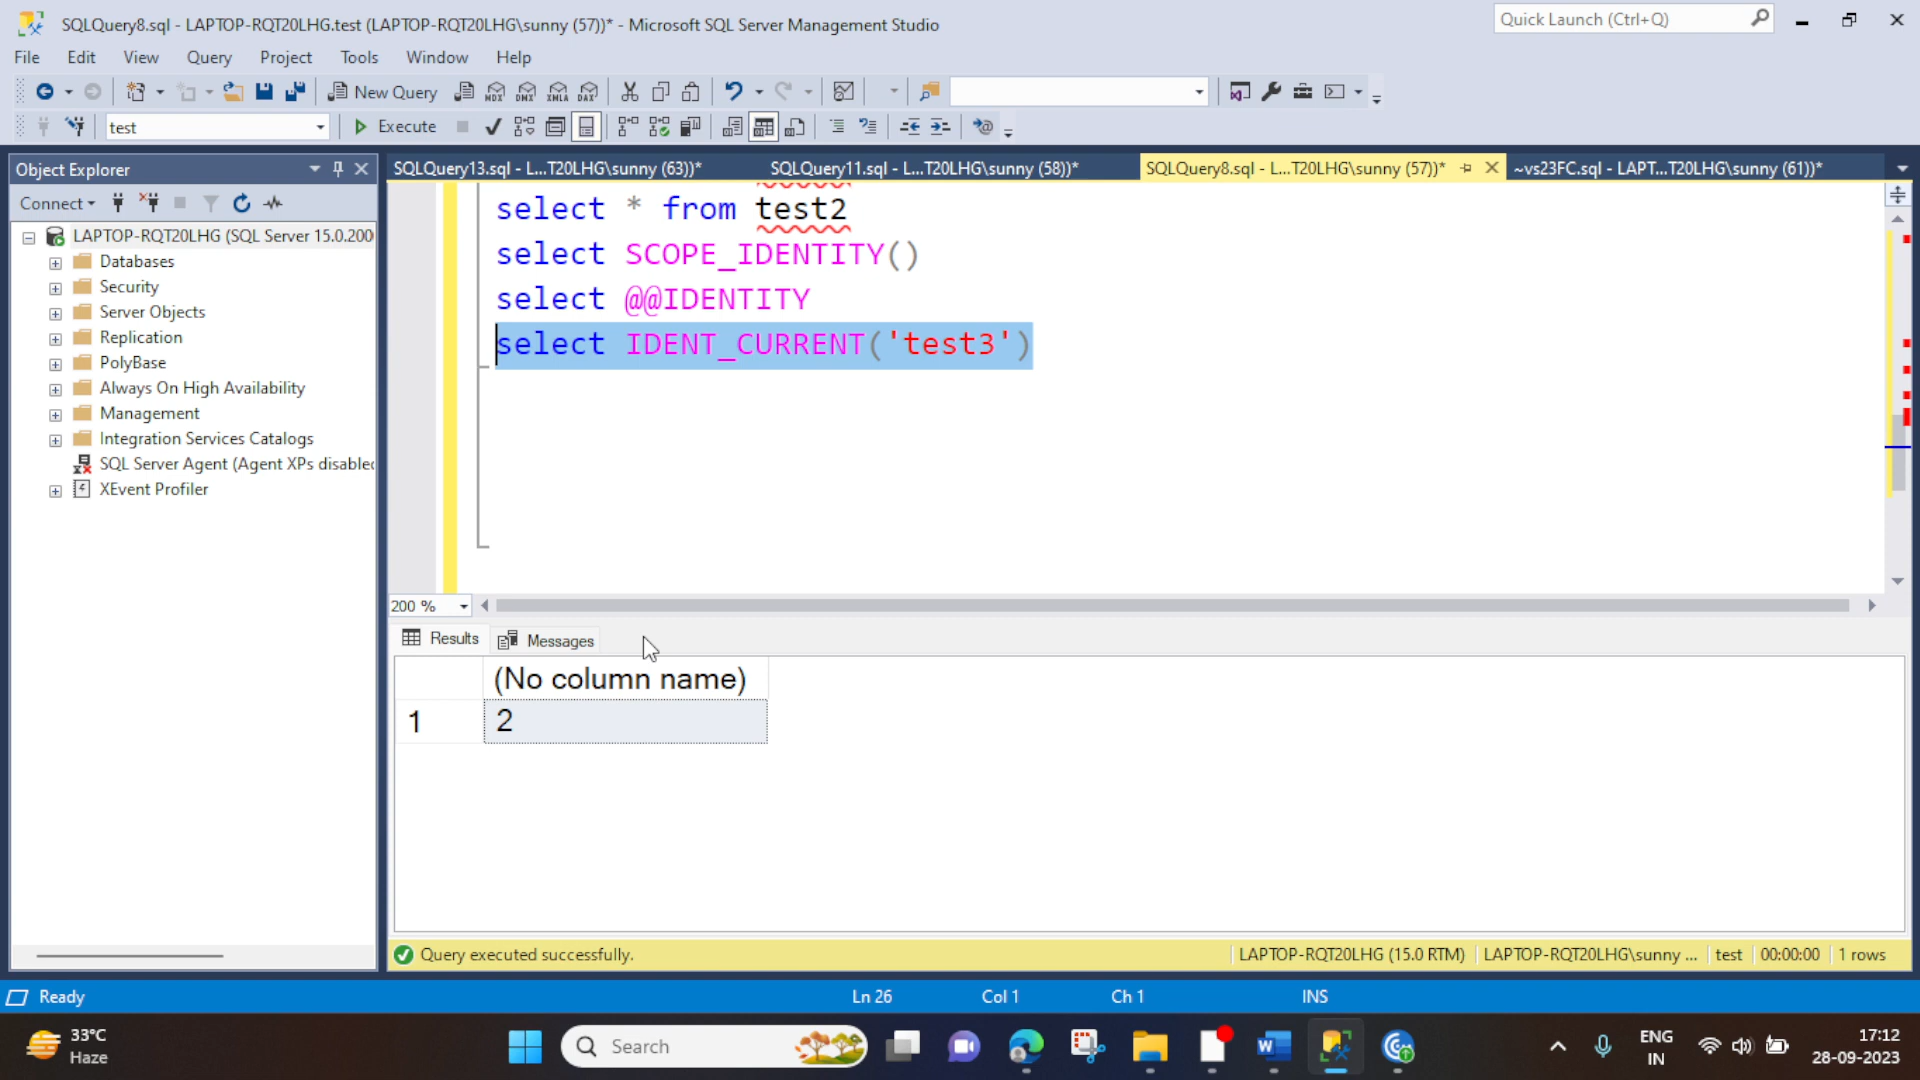 SQLQuery8.sql - LAPTOP-RQT20LHG.test (LAPTOP-RQT20LHG\sunny (57))* - Microsoft SQL Server Management Studio
Quick Launch (Ctrl+Q)
File Edit View Query Project Tools Window Help
New Query
MDX DMX XMLA DAX
test
Execute
Object Explorer
SQLQuery13.sql - L...T20LHG\sunny (63))*
SQLQuery11.sql - L...T20LHG\sunny (58))*
SQLQuery8.sql - L...T20LHG\sunny (57))*
~vs23FC.sql - LAPT...T20LHG\sunny (61))*
Connect
LAPTOP-RQT20LHG (SQL Server 15.0.200
Databases
Security
Server Objects
Replication
PolyBase
Always On High Availability
Management
Integration Services Catalogs
SQL Server Agent (Agent XPs disabled
XEvent Profiler
select * from test2
select SCOPE_IDENTITY()
select @@IDENTITY
select IDENT_CURRENT('test3')
200 %
Results Messages
(No column name)
1 2
Query executed successfully.
LAPTOP-RQT20LHG (15.0 RTM) LAPTOP-RQT20LHG\sunny ... test 00:00:00 1 rows
Ready Ln 26 Col 1 Ch 1 INS
33°C
Haze
Search
ENG
IN
17:12
28-09-2023